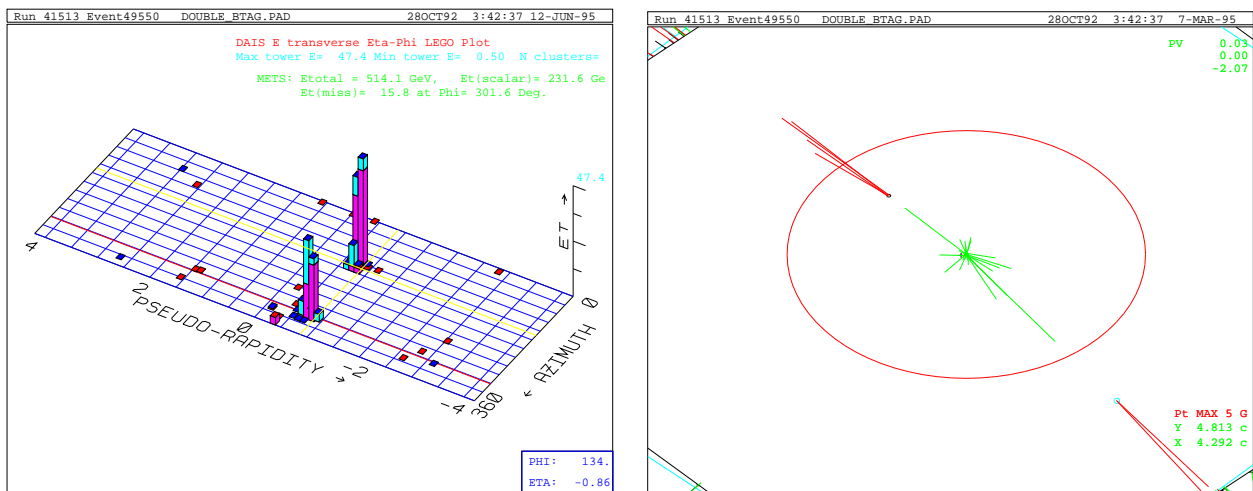 Run 41513 Event49550 DOUBLE_BTAG.PAD 28OCT92 3:42:37 12-JUN-95
DAIS E transverse Eta-Phi LEGO Plot
Max tower E= 47.4 Min tower E= 0.50 N clusters=
METS: Etotal = 514.1 GeV, Et(scalar)= 231.6 Ge
Et(miss)= 15.8 at Phi= 301.6 Deg.
47.4
ET →
4
2
0
-2
-4
PSEUDO-RAPIDITY →
0
360
← AZIMUTH
PHI: 134.
ETA: -0.86
Run 41513 Event49550 DOUBLE_BTAG.PAD 28OCT92 3:42:37 7-MAR-95
PV 0.03
0.00
-2.07
Pt MAX 5 G
Y 4.813 c
X 4.292 c